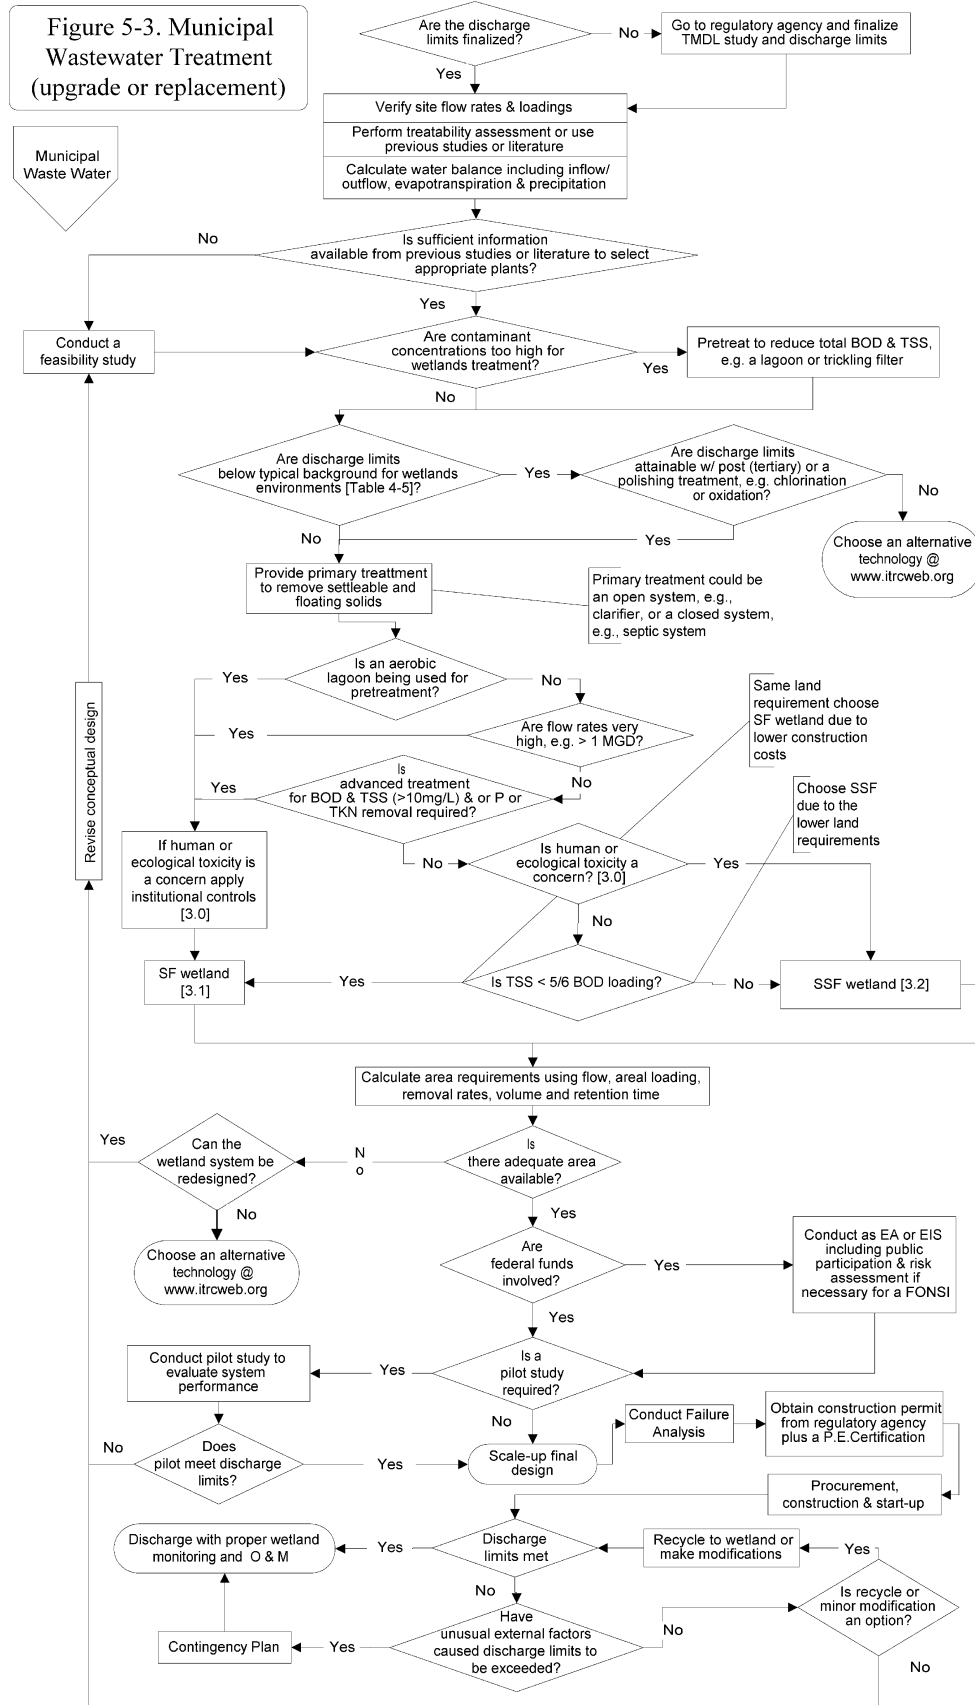 Figure 5-3. Municipal
Wastewater Treatment
(upgrade or replacement)
Municipal
Waste Water
Are the discharge
limits finalized?
No
Go to regulatory agency and finalize
TMDL study and discharge limits
Yes
Verify site flow rates & loadings
Perform treatability assessment or use
previous studies or literature
Calculate water balance including inflow/
outflow, evapotranspiration & precipitation
Is sufficient information
available from previous studies or literature to select
appropriate plants?
No
Yes
Conduct a
feasibility study
Are contaminant
concentrations too high for
wetlands treatment?
Yes
Pretreat to reduce total BOD & TSS,
e.g. a lagoon or trickling filter
No
Are discharge limits
below typical background for wetlands
environments [Table 4-5]?
Yes
Are discharge limits
attainable w/ post (tertiary) or a
polishing treatment, e.g. chlorination
or oxidation?
No
Choose an alternative
technology @
www.itrcweb.org
No
Yes
Provide primary treattment
to remove settleable and
floating solids
Primary treatment could be
an open system, e.g.,
clarifier, or a closed system,
e.g., septic system
Is an aerobic
lagoon being used for
pretreatment?
Yes
No
Are flow rates very
high, e.g. > 1 MGD?
Yes
No
Same land
requirement choose
SF wetland due to
lower construction
costs
Is
advanced treatment
for BOD & TSS (>10mg/L) & or P or
TKN removal required?
Yes
No
Choose SSF
due to the
lower land
requirements
Revise conceptual design
If human or
ecological toxicity is
a concern apply
institutional controls
[3.0]
Is human or
ecological toxicity a
concern? [3.0]
Yes
No
SF wetland
[3.1]
Yes
Is TSS < 5/6 BOD loading?
No
SSF wetland [3.2]
Calculate area requirements using flow, areal loading,
removal rates, volume and retention time
Yes
Can the
wetland system be
redesigned?
N
o
Is
there adequate area
available?
No
Yes
Choose an alternative
technology @
www.itrcweb.org
Are
federal funds
involved?
Yes
Conduct as EA or EIS
including public
participation & risk
assessment if
necessary for a FONSI
Yes
Conduct pilot study to
evaluate system
performance
Yes
Is a
pilot study
required?
No
No
Does
pilot meet discharge
limits?
Yes
Scale-up final
design
Conduct Failure
Analysis
Obtain construction permit
from regulatory agency
plus a P.E.Certification
Procurement,
construction & start-up
Discharge with proper wetland
monitoring and O & M
Yes
Discharge
limits met
Recycle to wetland or
make modifications
Yes
No
Is recycle or
minor modification
an option?
Contingency Plan
Yes
Have
unusual external factors
caused discharge limits to
be exceeded?
No
No